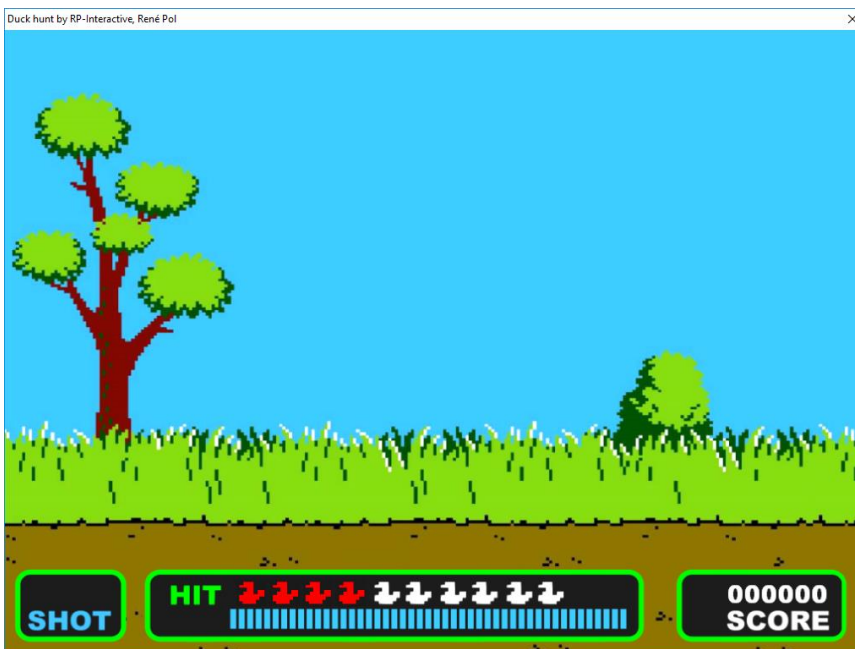 Duck hunt by RP-Interactive, René Pol
HIT
000000
SHOT
SCORE